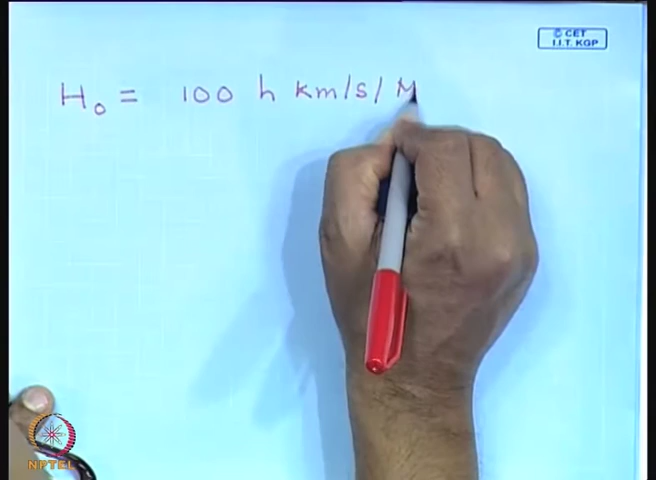 © CET
I.I.T. KGP
H₀ = 100 h km/s/M
NPTEL